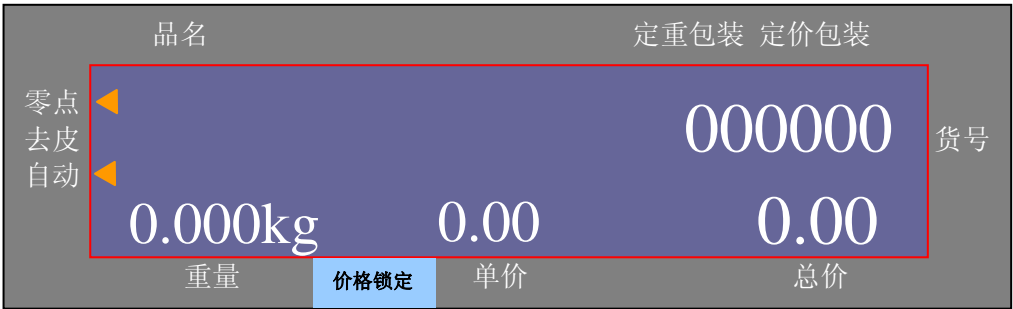 品名 定重包装 定价包装
零点
000000
去皮 货号
自动
0.000kg 0.00 0.00
重量 价格锁定 单价 总价